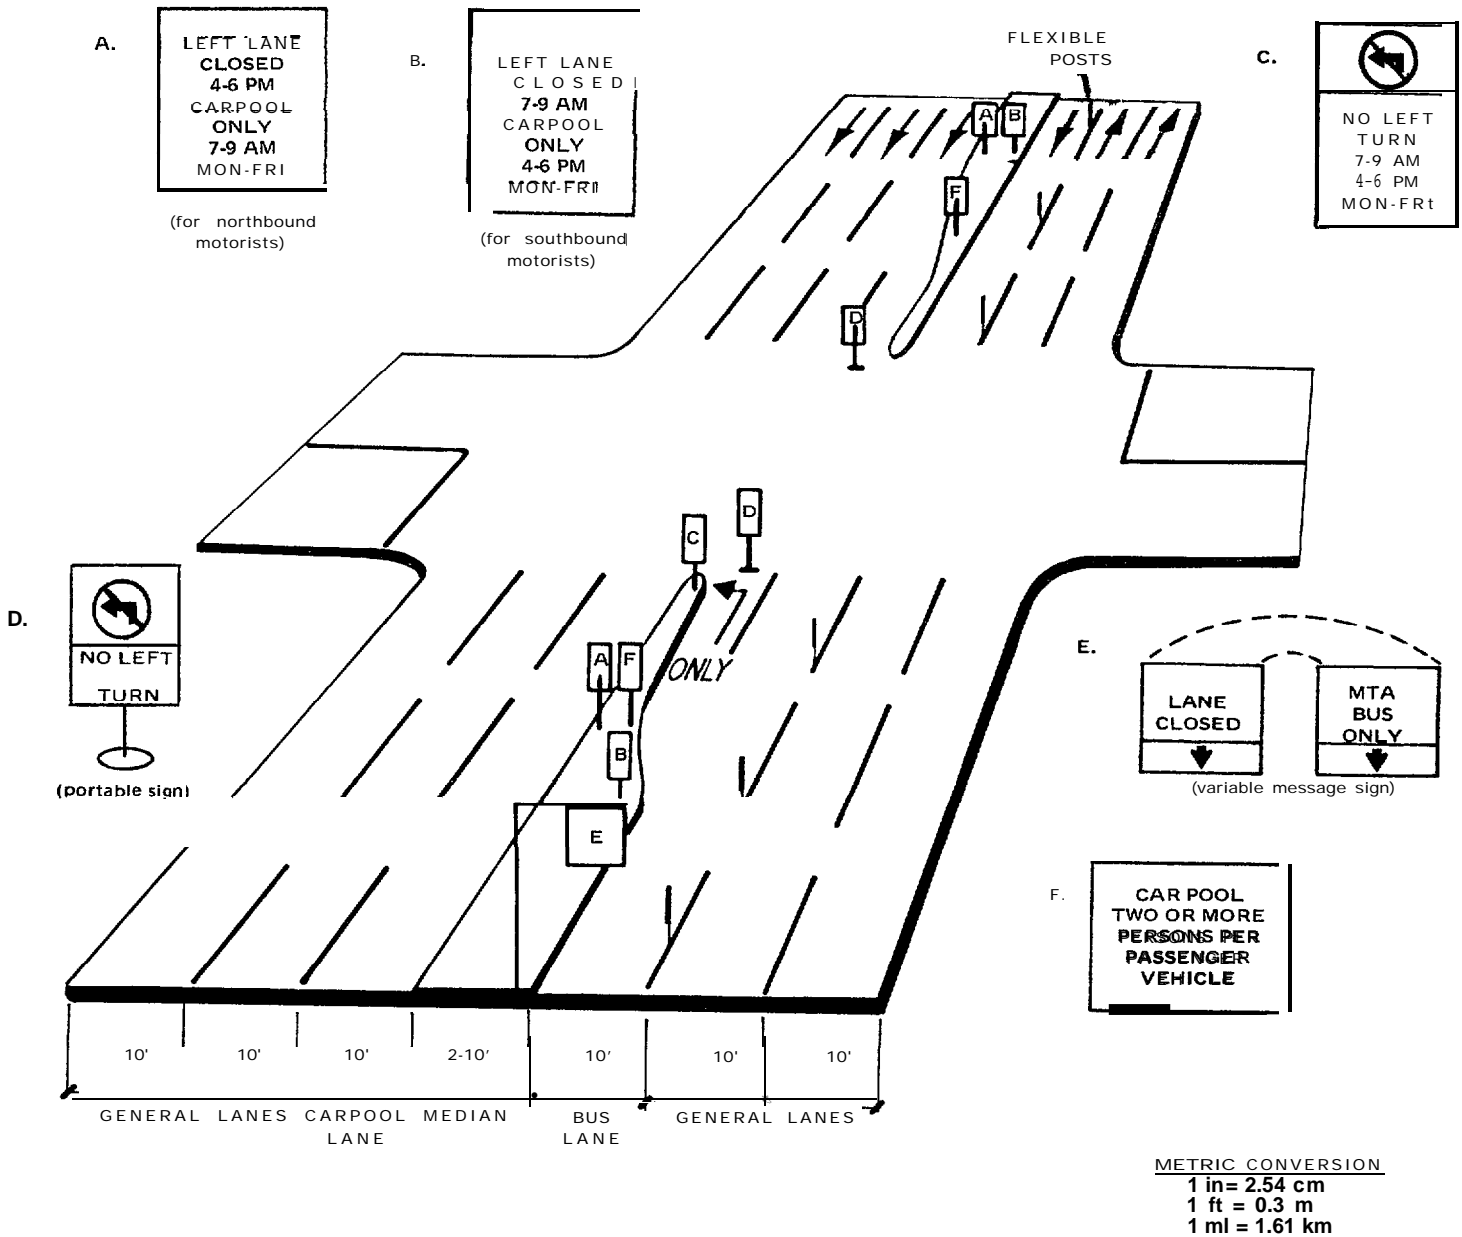 A.
LEFT LANE
CLOSED
4-6 PM
CARPOOL
ONLY
7-9 AM
MON-FRI
(for northbound
motorists)
B.
LEFT LANE
CLOSED
7-9 AM
CARPOOL
ONLY
4-6 PM
MON-FRI
(for southbound
motorists)
FLEXIBLE
POSTS
C.
NO LEFT
TURN
7-9 AM
4-6 PM
MON-FRt
A
B
F
D
C
D
A
F
B
E
ONLY
D.
NO LEFT
TURN
(portable sign)
E.
LANE
CLOSED
MTA
BUS
ONLY
(variable message sign)
F.
CAR POOL
TWO OR MORE
PERSONS PER
PASSENGER
VEHICLE
10' 10' 10' 2-10' 10' 10' 10'
GENERAL LANES CARPOOL LANE MEDIAN BUS LANE GENERAL LANES
METRIC CONVERSION
1 in= 2.54 cm
1 ft = 0.3 m
1 ml = 1.61 km